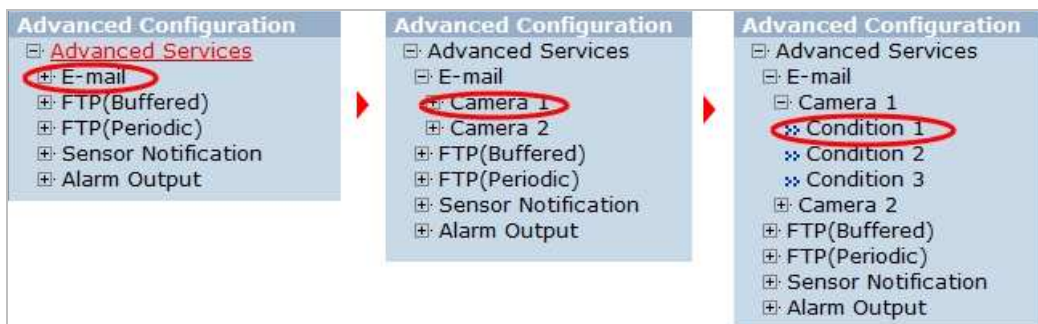 Advanced Configuration
Advanced Services
E-mail
FTP(Buffered)
FTP(Periodic)
Sensor Notification
Alarm Output
Advanced Configuration
Advanced Services
E-mail
Camera 1
Camera 2
FTP(Buffered)
FTP(Periodic)
Sensor Notification
Alarm Output
Advanced Configuration
Advanced Services
E-mail
Camera 1
Condition 1
Condition 2
Condition 3
Camera 2
FTP(Buffered)
FTP(Periodic)
Sensor Notification
Alarm Output